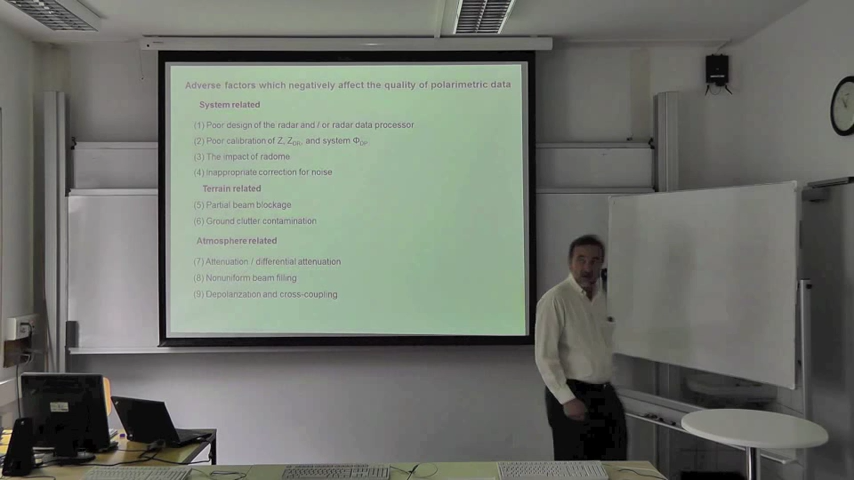 Adverse factors which negatively affect the quality of polarimetric data
System related
(1) Poor design of the radar and / or radar data processor
(2) Poor calibration of Z, Z_DR, and system Φ_DP
(3) The impact of radome
(4) Inappropriate correction for noise
Terrain related
(5) Partial beam blockage
(6) Ground clutter contamination
Atmosphere related
(7) Attenuation / differential attenuation
(8) Nonuniform beam filling
(9) Depolarization and cross-coupling